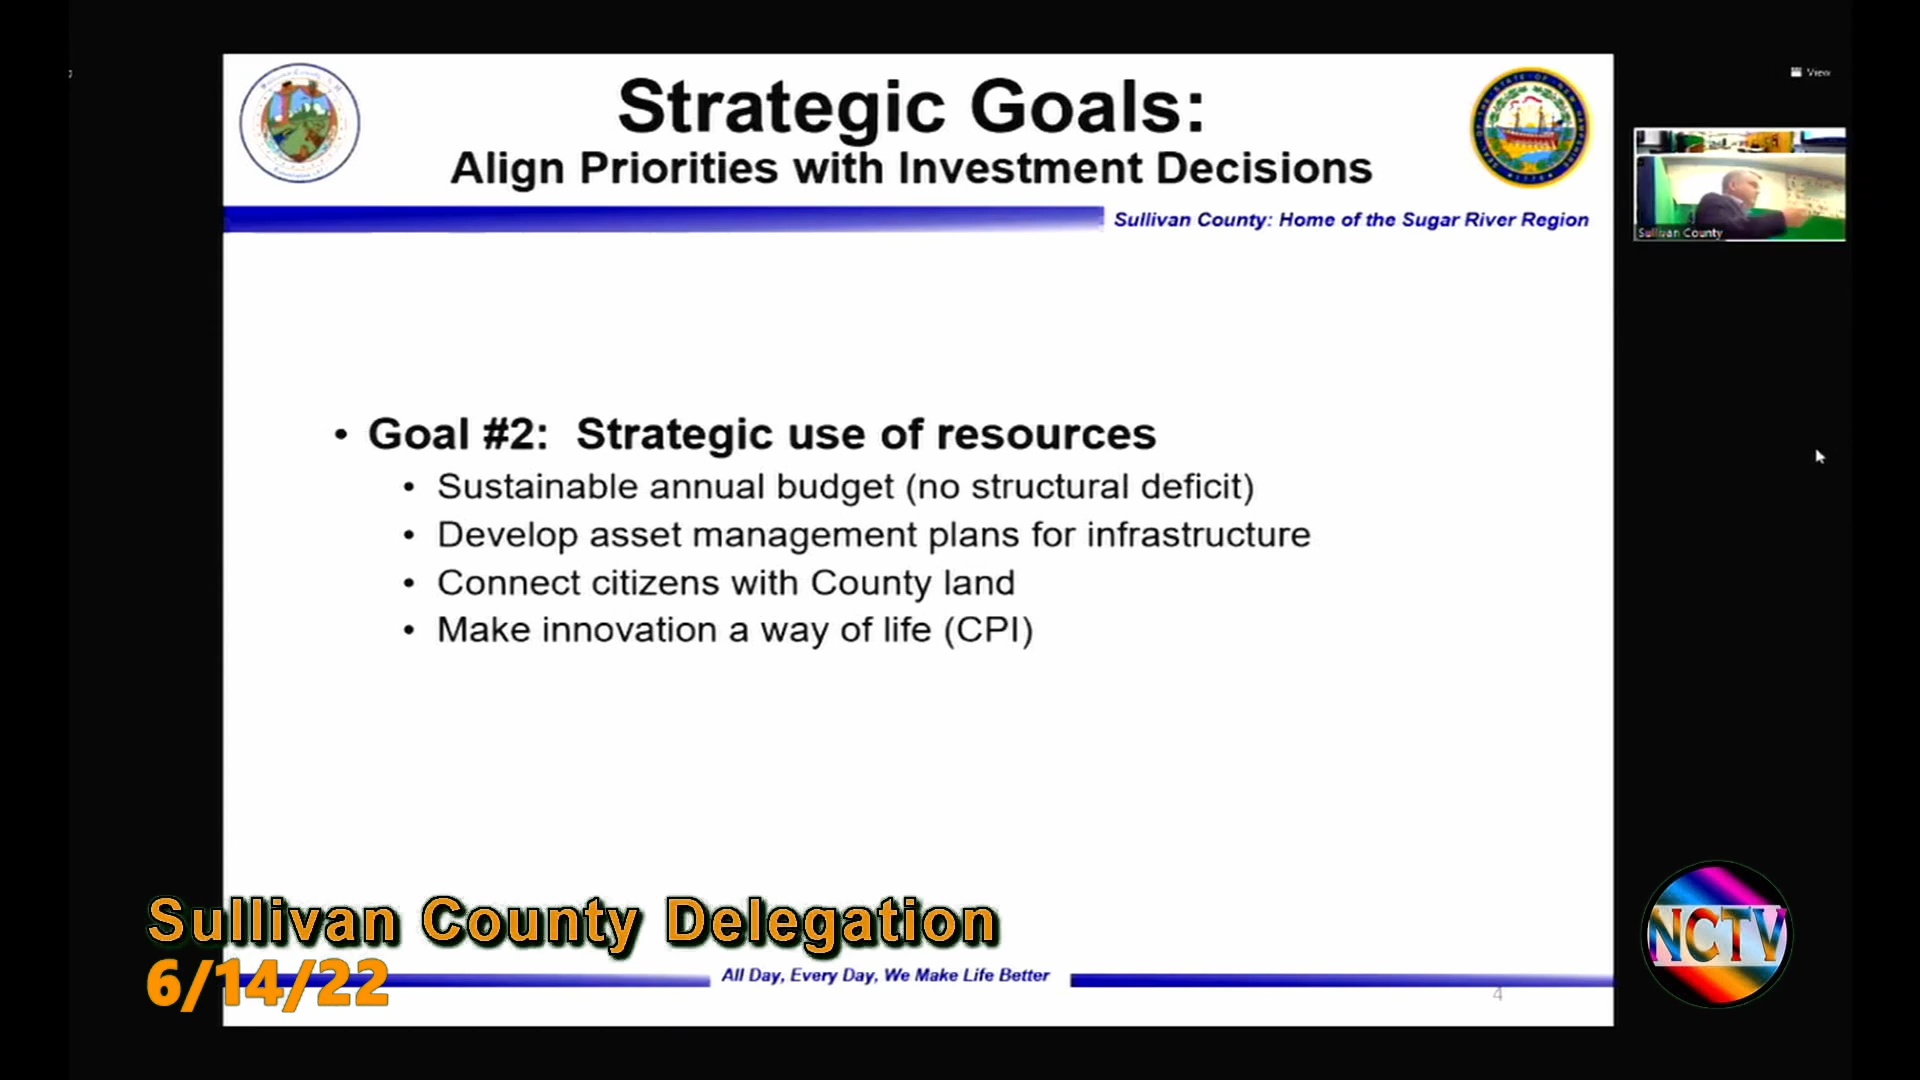 Strategic Goals:
Align Priorities with Investment Decisions
Sullivan County: Home of the Sugar River Region
View
Sullivan County
• Goal #2: Strategic use of resources
• Sustainable annual budget (no structural deficit)
• Develop asset management plans for infrastructure
• Connect citizens with County land
• Make innovation a way of life (CPI)
Sullivan County Delegation
6/14/22
All Day, Every Day, We Make Life Better
4
NCTV